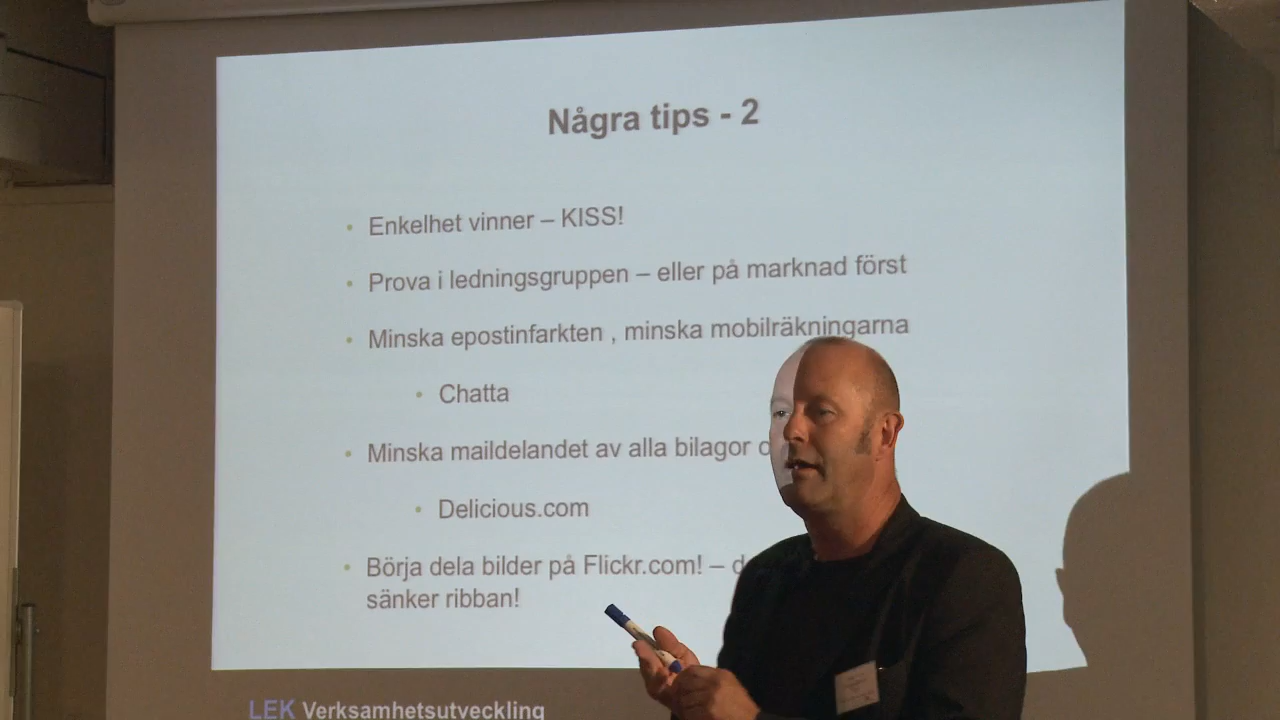 Några tips - 2
Enkelhet vinner – KISS!
Prova i ledningsgruppen – eller på marknad först
Minska epostinfarkten , minska mobilräkningarna
Chatta
Minska maildelandet av alla bilagor
Delicious.com
Börja dela bilder på Flickr.com! –
sänker ribban!
LEK Verksamhetsutveckling